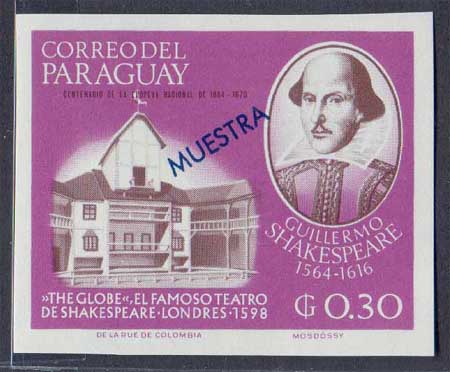 CORREO DEL
PARAGUAY
CENTENARIO DE LA EPOPEYA NACIONAL DE 1864 - 1870
MUESTRA
GUILLERMO
SHAKESPEARE
1564-1616
»THE GLOBE«, EL FAMOSO TEATRO
DE SHAKESPEARE · LONDRES · 1598
₲ 0.30
DE LA RUE DE COLOMBIA
MOSDÓSSY